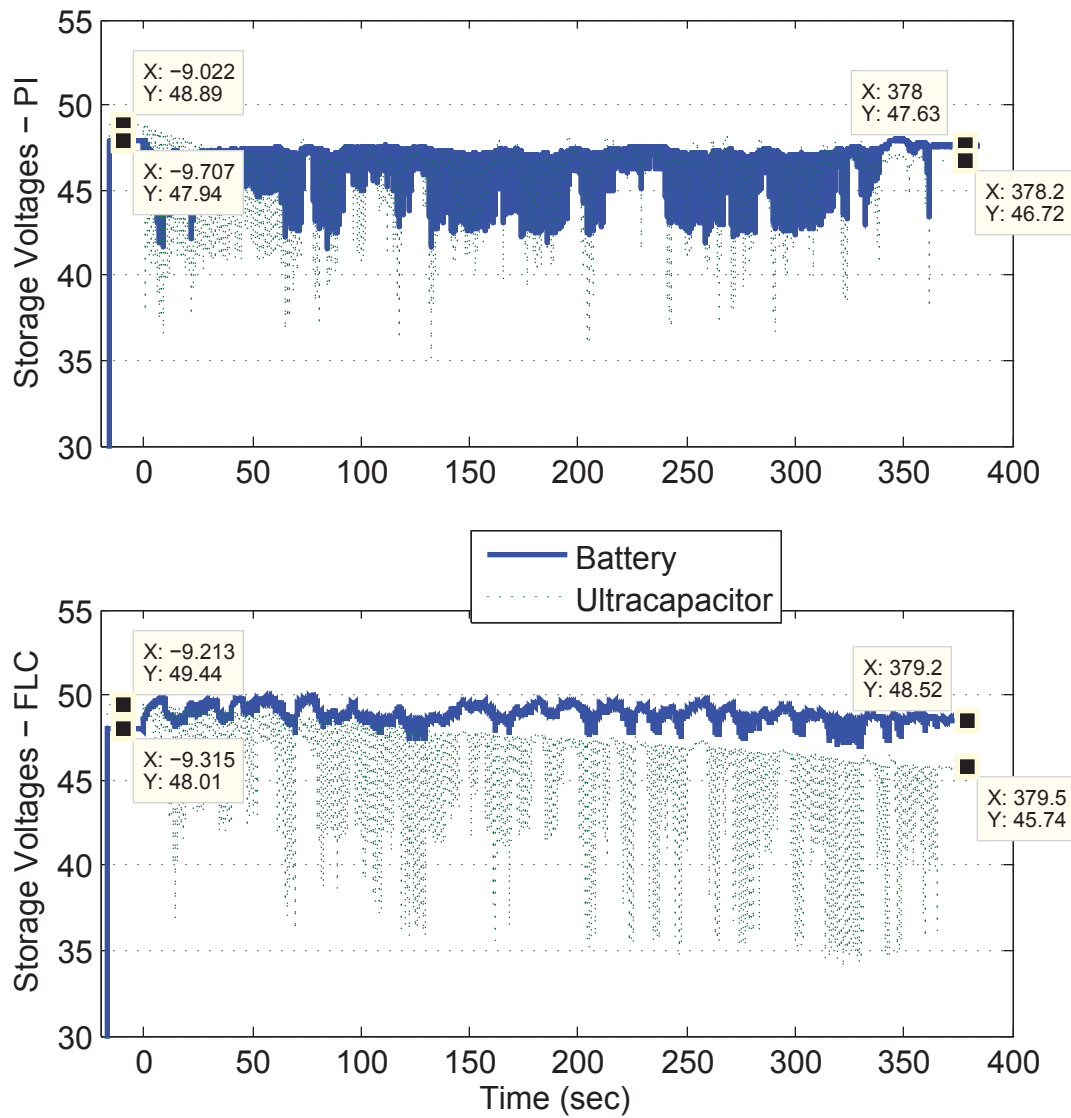 Storage Voltages − PI
55
50
45
40
35
30
X: −9.022
Y: 48.89
X: −9.707
Y: 47.94
X: 378
Y: 47.63
X: 378.2
Y: 46.72
0 50 100 150 200 250 300 350 400
Battery
Ultracapacitor
Storage Voltages − FLC
55
50
45
40
35
30
X: −9.213
Y: 49.44
X: −9.315
Y: 48.01
X: 379.2
Y: 48.52
X: 379.5
Y: 45.74
0 50 100 150 200 250 300 350 400
Time (sec)